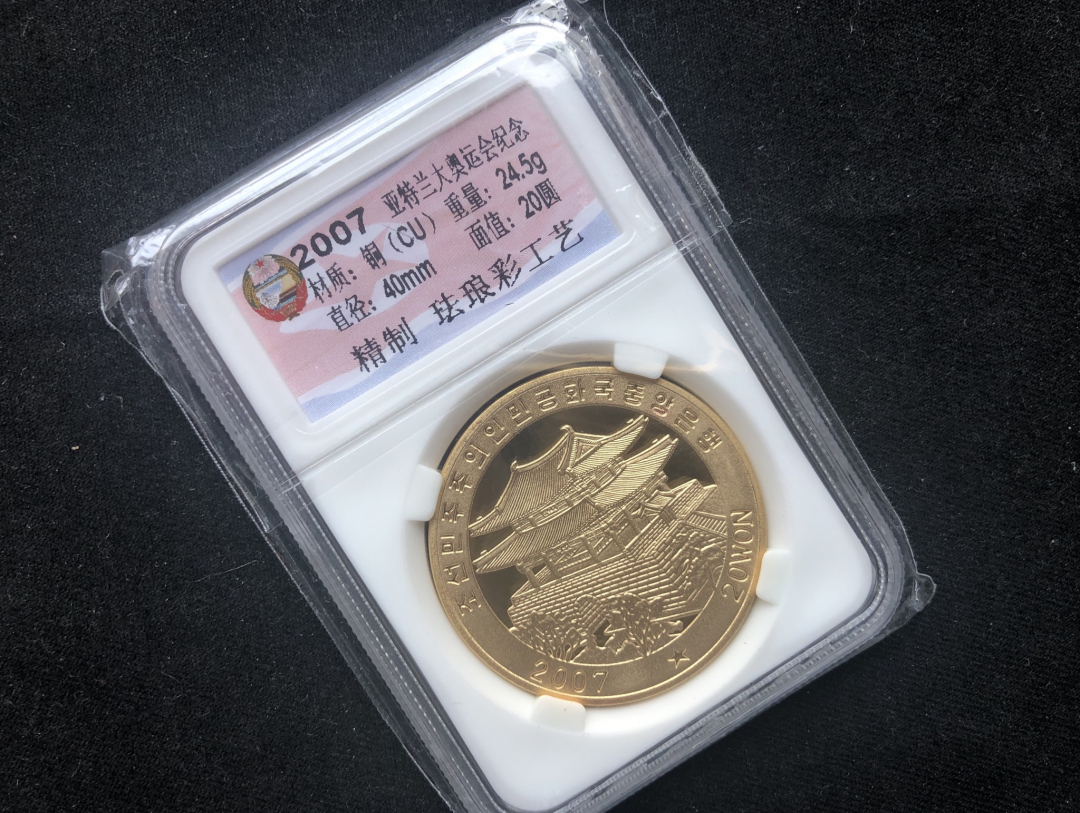 2007 亚特兰大奥运会纪念
材质：铜（CU）重量：24.5g
直径：40mm 面值：20圆
精制 珐琅彩工艺
조선민주주의인민공화국중앙은행
20WON
2007